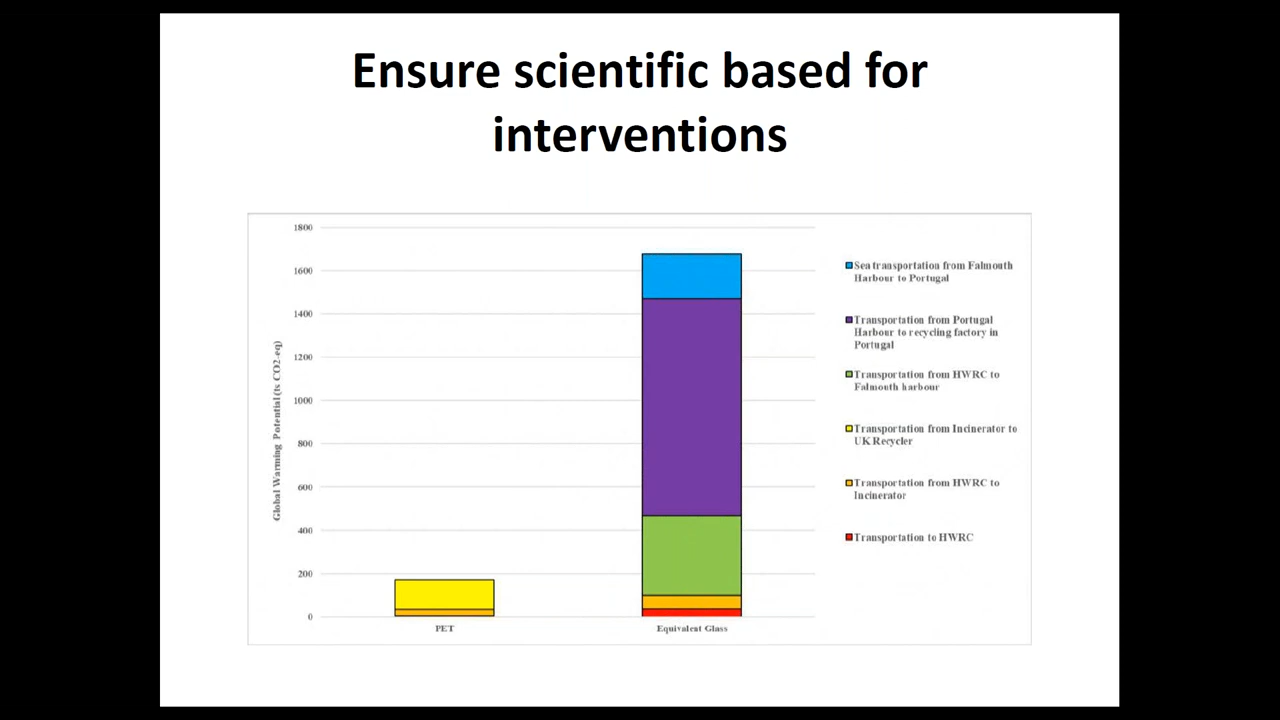 Ensure scientific based for
interventions
Global Warming Potential (ts CO2-eq)
1800
1600
1400
1200
1000
800
600
400
200
0
PET
Equivalent Glass
Sea transportation from Falmouth
Harbour to Portugal
Transportation from Portugal
Harbour to recycling factory in
Portugal
Transportation from HWRC to
Falmouth harbour
Transportation from Incinerator to
UK Recycler
Transportation from HWRC to
Incinerator
Transportation to HWRC